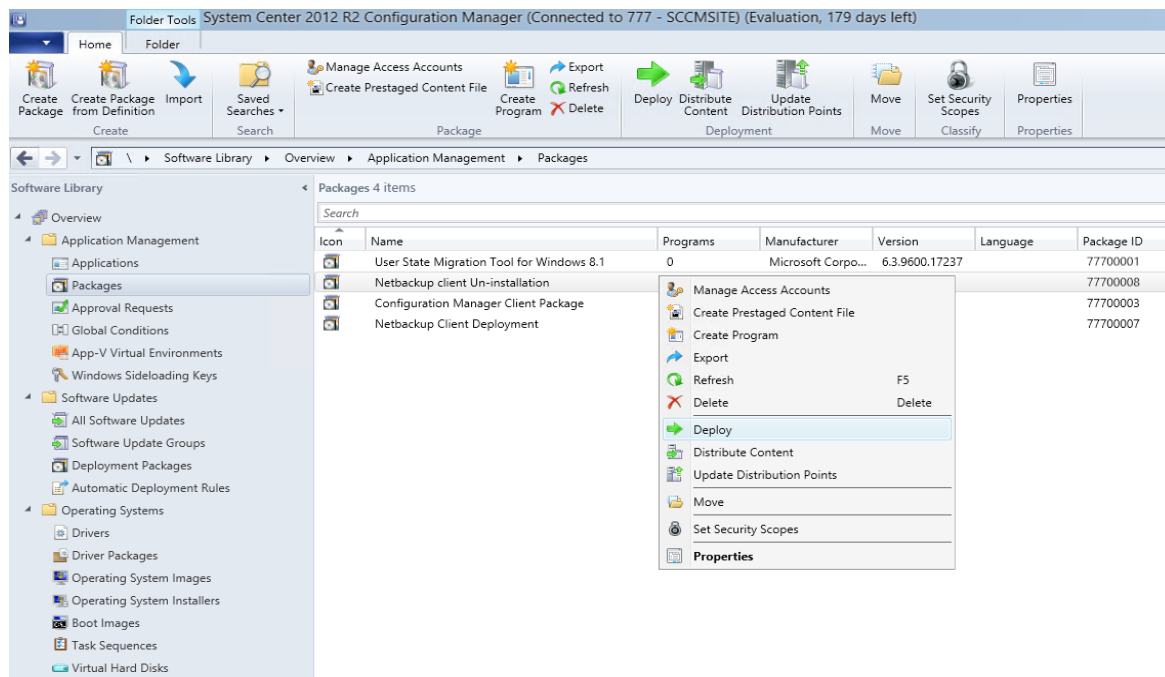 Folder Tools System Center 2012 R2 Configuration Manager (Connected to 777 - SCCMSITE) (Evaluation, 179 days left)
Home Folder
Manage Access Accounts Export
Create Prestaged Content File Refresh
Delete
Create Package Create Package from Definition Import Saved Searches Create Program Deploy Distribute Content Update Distribution Points Move Set Security Scopes Properties
Create Search Package Deployment Move Classify Properties
\ Software Library Overview Application Management Packages
Software Library
Overview
Application Management
Applications
Packages
Approval Requests
Global Conditions
App-V Virtual Environments
Windows Sideloading Keys
Software Updates
All Software Updates
Software Update Groups
Deployment Packages
Automatic Deployment Rules
Operating Systems
Drivers
Driver Packages
Operating System Images
Operating System Installers
Boot Images
Task Sequences
Virtual Hard Disks
Packages 4 items
Search
Icon Name Programs Manufacturer Version Language Package ID
User State Migration Tool for Windows 8.1 0 Microsoft Corpo... 6.3.9600.17237 77700001
Netbackup client Un-installation 77700008
Configuration Manager Client Package 77700003
Netbackup Client Deployment 77700007
Manage Access Accounts
Create Prestaged Content File
Create Program
Export
Refresh F5
Delete Delete
Deploy
Distribute Content
Update Distribution Points
Move
Set Security Scopes
Properties